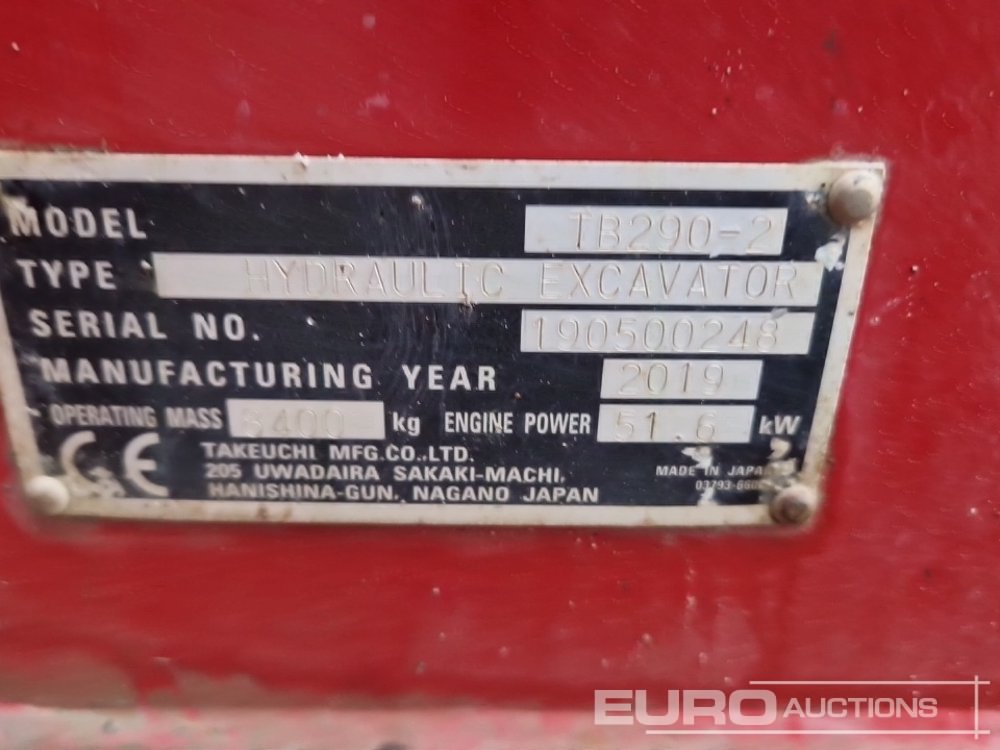 MODEL TB290-2
TYPE HYDRAULIC EXCAVATOR
SERIAL NO. 190500248
MANUFACTURING YEAR 2019
OPERATING MASS kg ENGINE POWER 51.6 kW
CE
TAKEUCHI MFG.CO.,LTD.
205 UWADAIRA SAKAKI-MACHI,
HANISHINA-GUN, NAGANO JAPAN
MADE IN JAPAN
EURO AUCTIONS